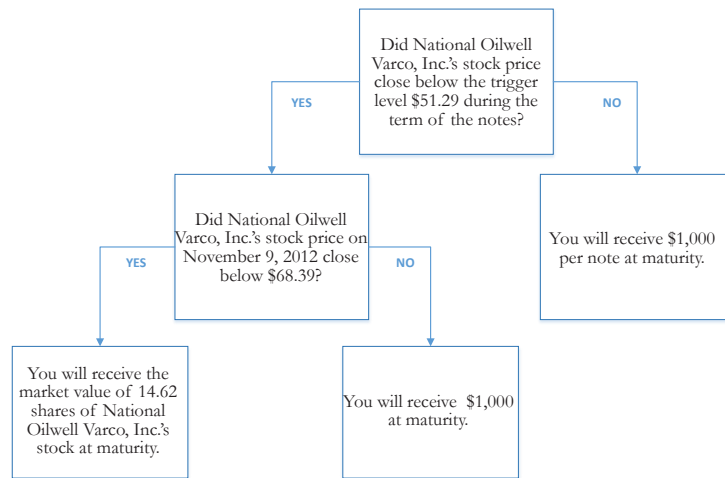 Did National Oilwell
Varco, Inc.'s stock price
close below the trigger
level $51.29 during the
term of the notes?
YES
NO
Did National Oilwell
Varco, Inc.'s stock price on
November 9, 2012 close
below $68.39?
You will receive $1,000
per note at maturity.
YES
NO
You will receive the
market value of 14.62
shares of National
Oilwell Varco, Inc.'s
stock at maturity.
You will receive $1,000
at maturity.